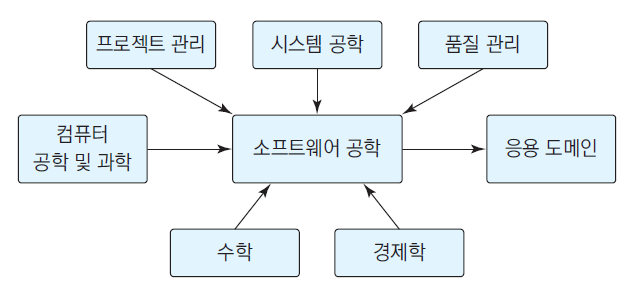 프로젝트 관리
시스템 공학
품질 관리
컴퓨터
공학 및 과학
소프트웨어 공학
응용 도메인
수학
경제학